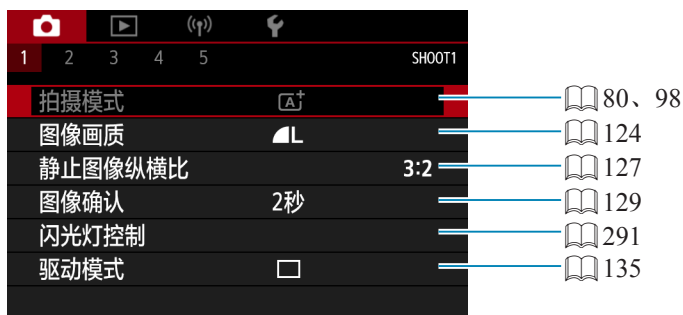 1 2 3 4 5 SHOOT1
拍摄模式 A+ 80、98
图像画质 L 124
静止图像纵横比 3:2 127
图像确认 2秒 129
闪光灯控制 291
驱动模式 135